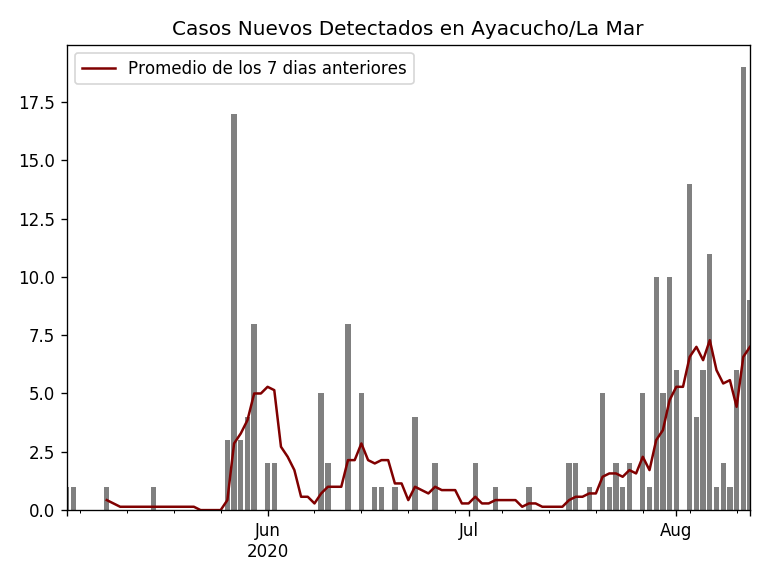 Casos Nuevos Detectados en Ayacucho/La Mar
Promedio de los 7 dias anteriores
17.5
15.0
12.5
10.0
7.5
5.0
2.5
0.0
Jun
2020
Jul
Aug